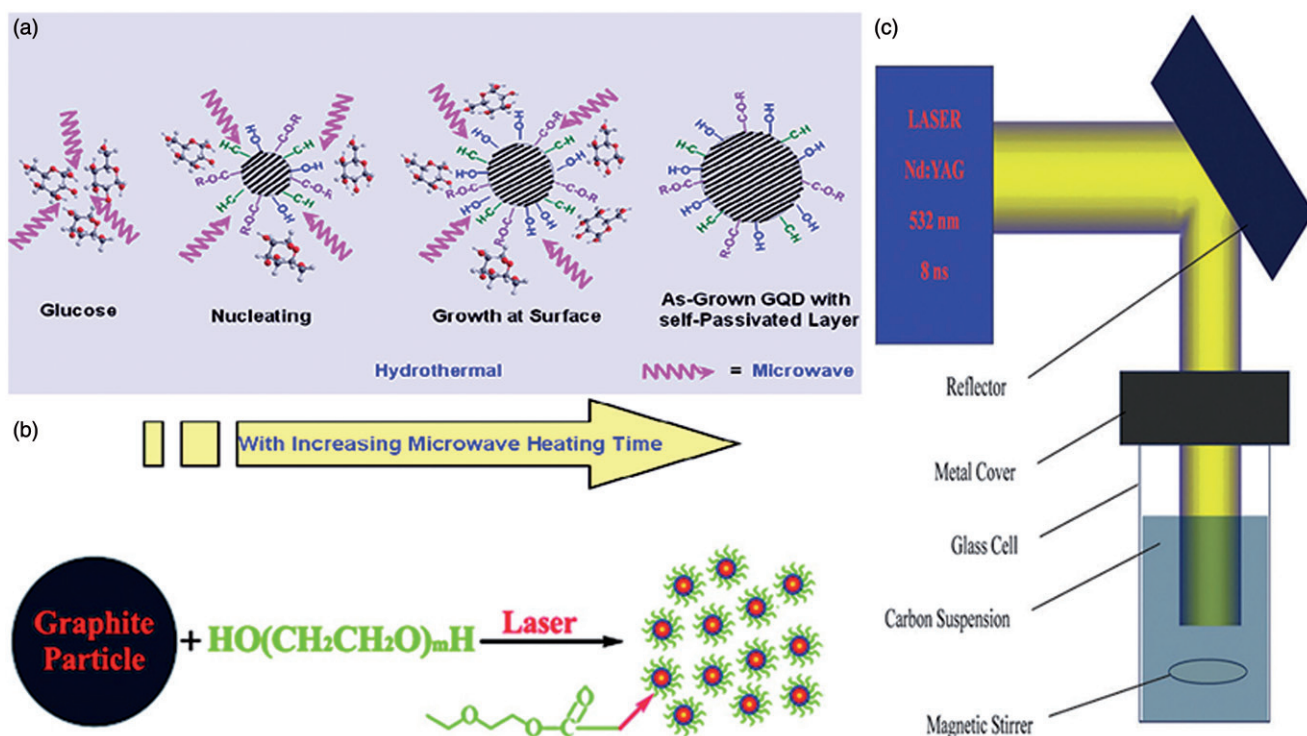 (a)
Glucose
Nucleating
Growth at Surface
As-Grown GQD with
self-Passivated Layer
Hydrothermal
= Microwave
H-O
C-O-R
H-C
C-H
O-H
R-O-C
R-O-C
H-C
O-H
H-O
H-O
C-O-R
C-H
H-C
O-H
H-O
C-H
R-O-C
C-O-R
H-O
O-H
H-C
C-H
R-O-C
O-H
H-O
H-O
C-O-R
H-C
C-H
H-O
O-H
R-O-C
C-O-R
H-O
O-H
H-C
C-H
R-O-C
O-H
(b)
With Increasing Microwave Heating Time
Graphite
Particle
+ HO(CH2CH2O)mH
Laser
O
O
O
C
(c)
LASER
Nd:YAG
532 nm
8 ns
Reflector
Metal Cover
Glass Cell
Carbon Suspension
Magnetic Stirrer